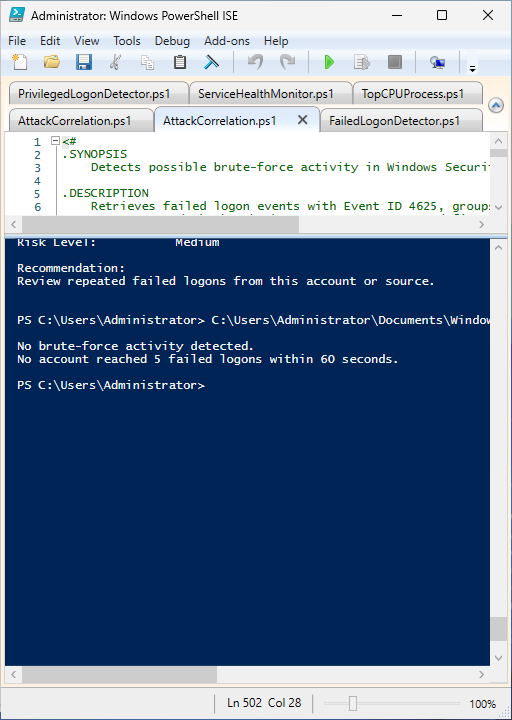 Administrator: Windows PowerShell ISE
File Edit View Tools Debug Add-ons Help
PrivilegedLogonDetector.ps1 ServiceHealthMonitor.ps1 TopCPUProcess.ps1
AttackCorrelation.ps1 AttackCorrelation.ps1 FailedLogonDetector.ps1
1 <#
2 .SYNOPSIS
3 Detects possible brute-force activity in Windows Securi
4
5 .DESCRIPTION
6 Retrieves failed logon events with Event ID 4625, groups
Risk Level: Medium
Recommendation:
Review repeated failed logons from this account or source.
PS C:\Users\Administrator> C:\Users\Administrator\Documents\Window
No brute-force activity detected.
No account reached 5 failed logons within 60 seconds.
PS C:\Users\Administrator>
Ln 502 Col 28 100%